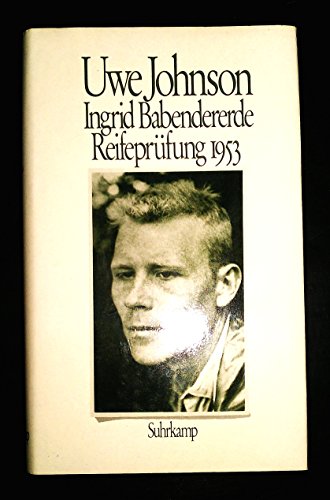 Uwe Johnson
Ingrid Babendererde
Reifeprüfung 1953
Suhrkamp